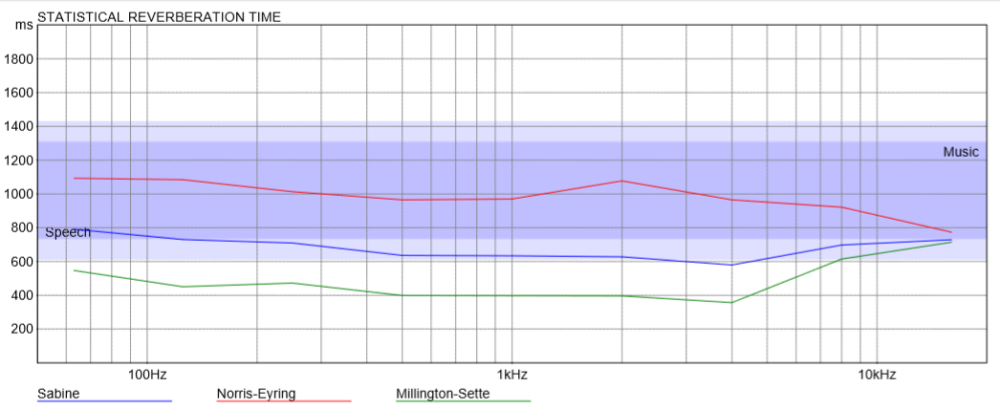 STATISTICAL REVERBERATION TIME
ms
1800
1600
1400
1200
Music
1000
800
Speech
600
400
200
100Hz 1kHz 10kHz
Sabine Norris-Eyring Millington-Sette